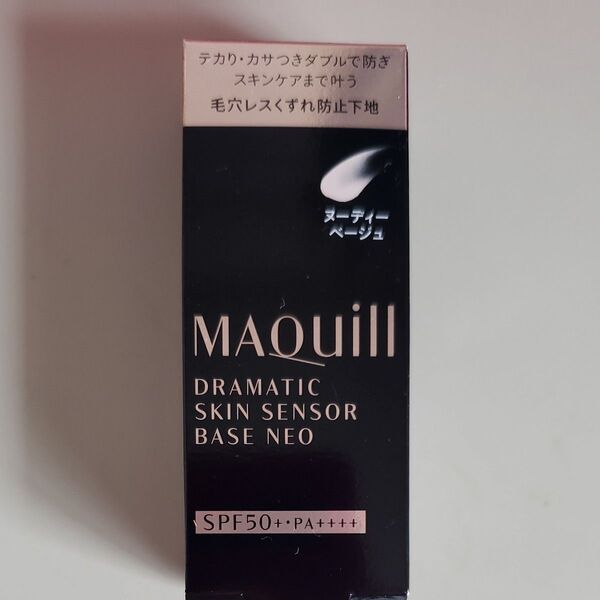 テカリ・カサつきダブルで防ぎ
スキンケアまで叶う
毛穴レスくずれ防止下地
ヌーディー
ベージュ
MAQuill
DRAMATIC
SKIN SENSOR
BASE NEO
SPF50+・PA++++